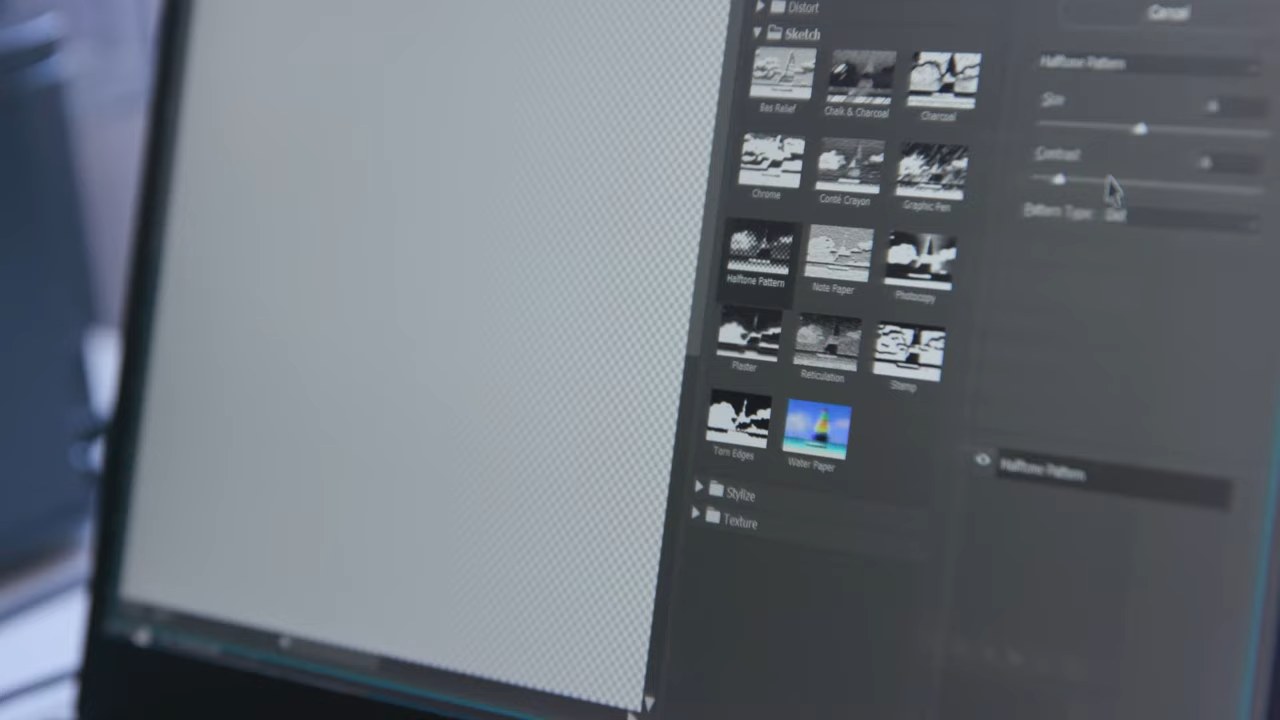 Distort
Sketch
Bas Relief
Chalk & Charcoal
Charcoal
Chrome
Conté Crayon
Graphic Pen
Halftone Pattern
Note Paper
Photocopy
Plaster
Reticulation
Stamp
Torn Edges
Water Paper
Stylize
Texture
Cancel
Halftone Pattern
Size
Contrast
Pattern Type: Dot
Halftone Pattern